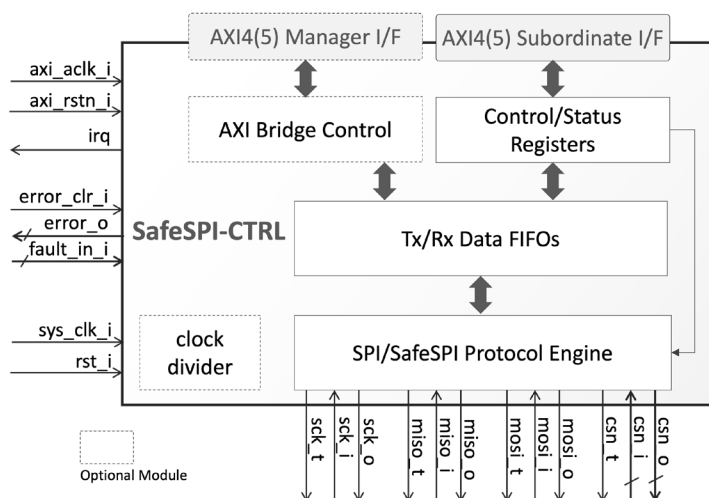 AXI4(5) Manager I/F
AXI4(5) Subordinate I/F
axi_aclk_i
axi_rstn_i
irq
AXI Bridge Control
Control/Status
Registers
error_clr_i
error_o
fault_in_i
SafeSPI-CTRL
Tx/Rx Data FIFOs
sys_clk_i
rst_i
clock
divider
SPI/SafeSPI Protocol Engine
sck_t
sck_i
sck_o
miso_t
miso_i
miso_o
mosi_t
mosi_i
mosi_o
csn_t
csn_i
csn_o
Optional Module